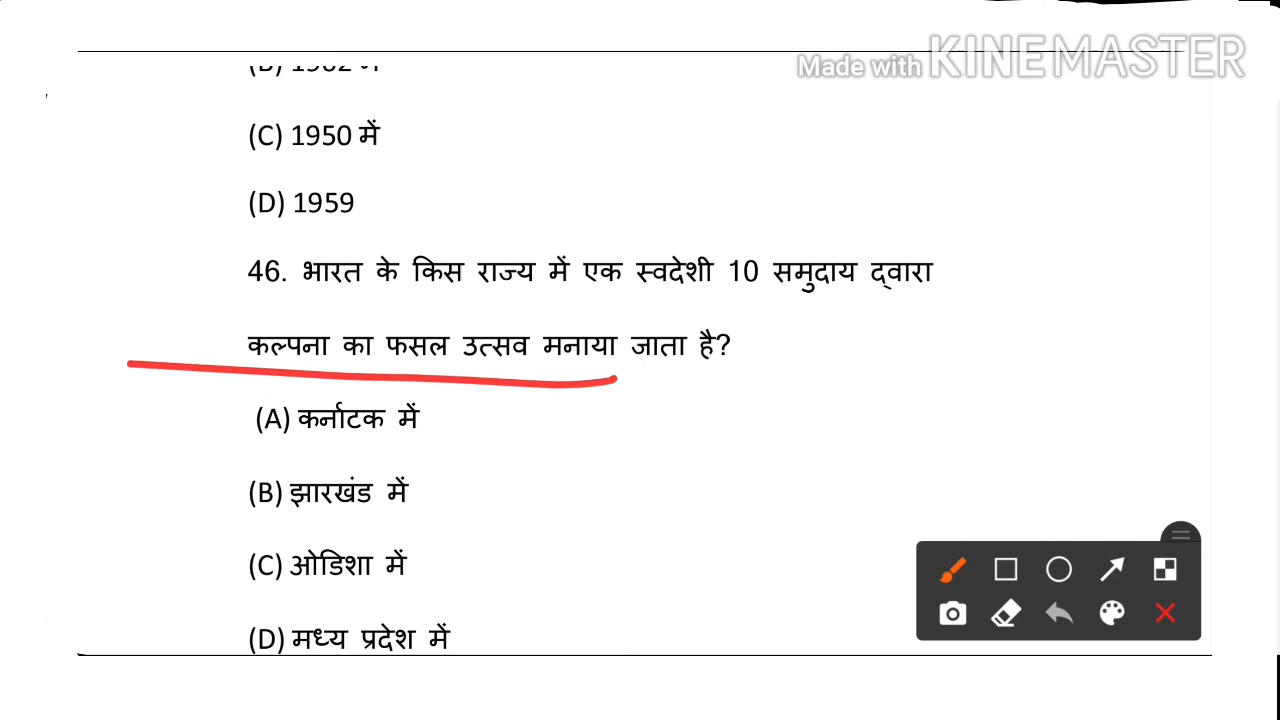 Made with KINEMASTER
(C) 1950 में
(D) 1959
46. भारत के किस राज्य में एक स्वदेशी 10 समुदाय द्वारा
कल्पना का फसल उत्सव मनाया जाता है?
(A) कर्नाटक में
(B) झारखंड में
(C) ओडिशा में
(D) मध्य प्रदेश में